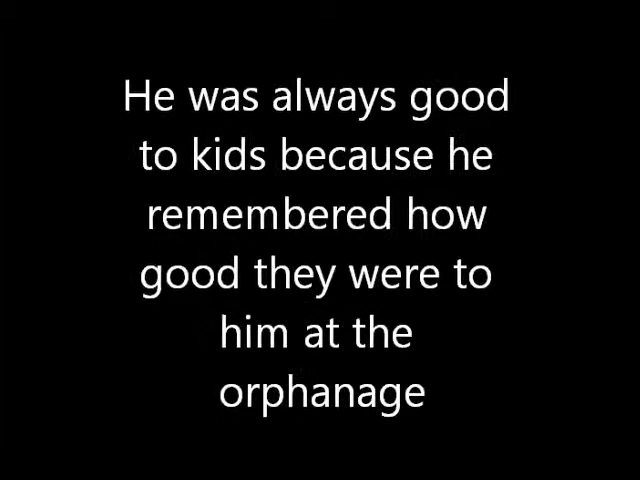 He was always good
to kids because he
remembered how
good they were to
him at the
orphanage